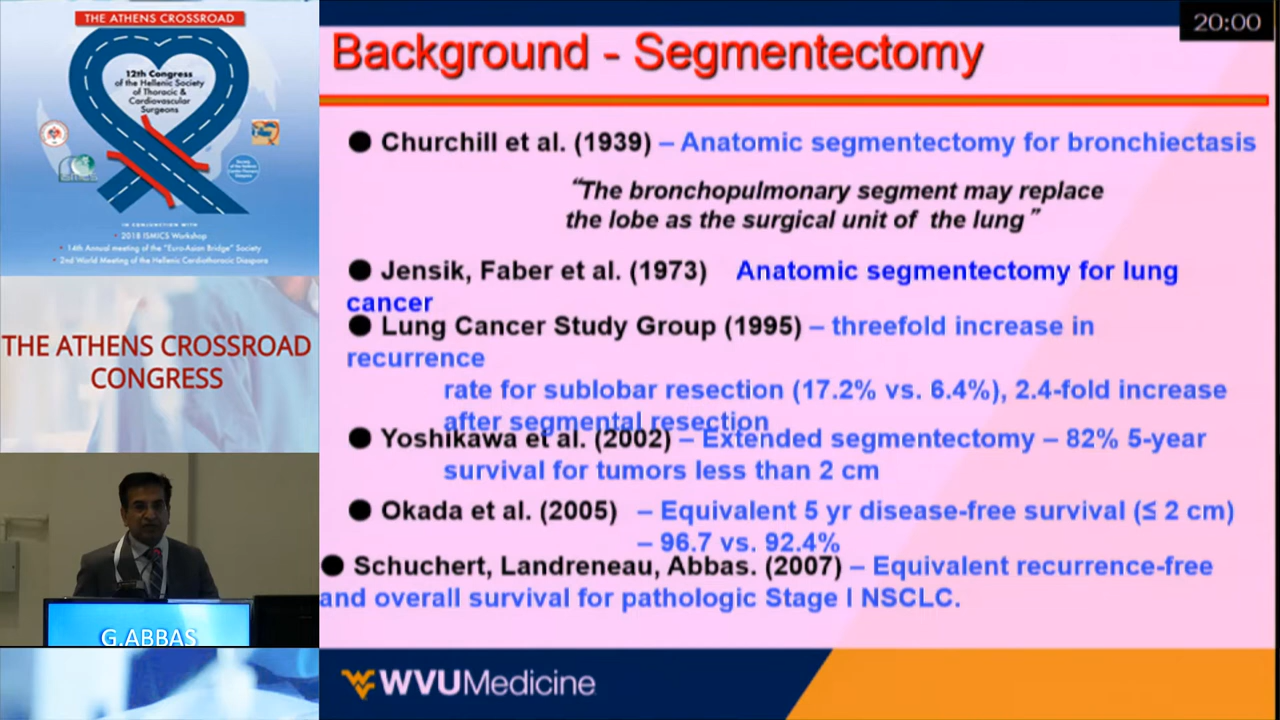 THE ATHENS CROSSROAD
12th Congress
of the Hellenic Society
of Thoracic &
Cardiovascular
Surgeons
IN CONJUNCTION WITH
• 2018 ISMICS Workshop
• 14th Annual meeting of the "Euro-Asian Bridge" Society
• 2nd World Meeting of the Hellenic Cardiothoracic Diaspora
THE ATHENS CROSSROAD
CONGRESS
G.ABBAS
20:00
Background - Segmentectomy
● Churchill et al. (1939) – Anatomic segmentectomy for bronchiectasis
“The bronchopulmonary segment may replace
the lobe as the surgical unit of the lung”
● Jensik, Faber et al. (1973) Anatomic segmentectomy for lung
cancer
● Lung Cancer Study Group (1995) – threefold increase in
recurrence
rate for sublobar resection (17.2% vs. 6.4%), 2.4-fold increase
after segmental resection
● Yoshikawa et al. (2002) – Extended segmentectomy – 82% 5-year
survival for tumors less than 2 cm
● Okada et al. (2005) – Equivalent 5 yr disease-free survival (≤ 2 cm)
– 96.7 vs. 92.4%
● Schuchert, Landreneau, Abbas. (2007) – Equivalent recurrence-free
and overall survival for pathologic Stage I NSCLC.
WVUMedicine